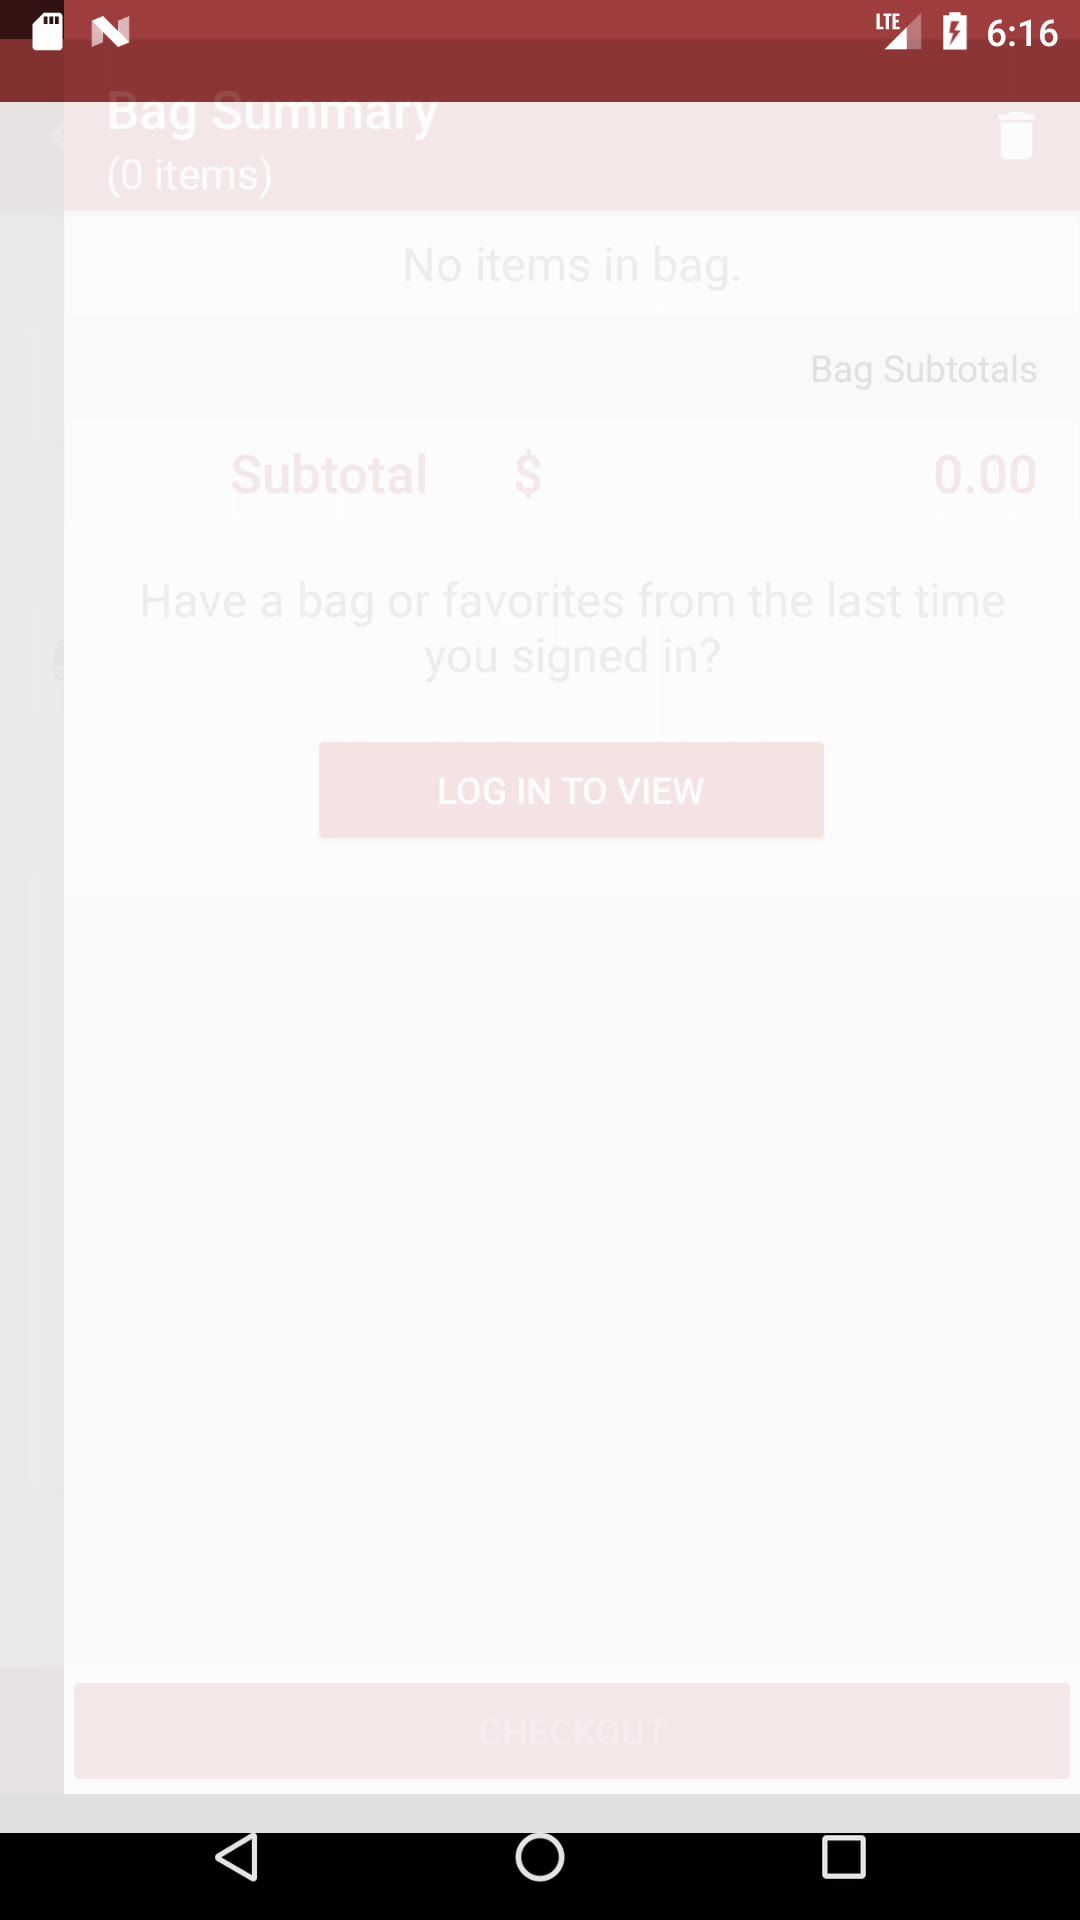 LTE 6:16
Bag Summary
(0 items)
No items in bag.
Bag Subtotals
Subtotal $ 0.00
Have a bag or favorites from the last time
you signed in?
LOG IN TO VIEW
CHECKOUT